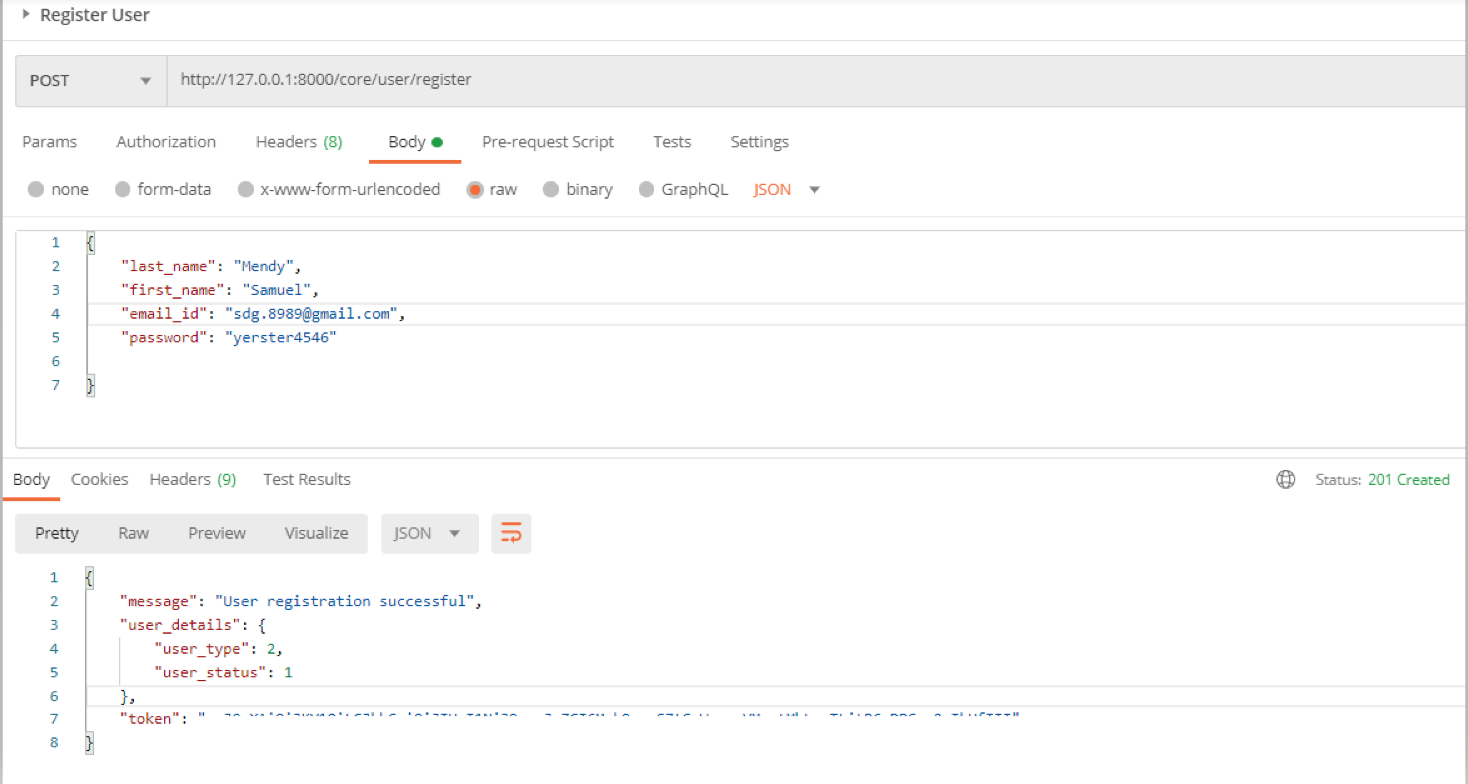 Register User
POST http://127.0.0.1:8000/core/user/register
Params Authorization Headers (8) Body Pre-request Script Tests Settings
none form-data x-www-form-urlencoded raw binary GraphQL JSON
1 {
2 "last_name": "Mendy",
3 "first_name": "Samuel",
4 "email_id": "sdg.8989@gmail.com",
5 "password": "yerster4546"
6
7 }
Body Cookies Headers (9) Test Results Status: 201 Created
Pretty Raw Preview Visualize JSON
1 {
2 "message": "User registration successful",
3 "user_details": {
4 "user_type": 2,
5 "user_status": 1
6 },
7 "token": "
8 }